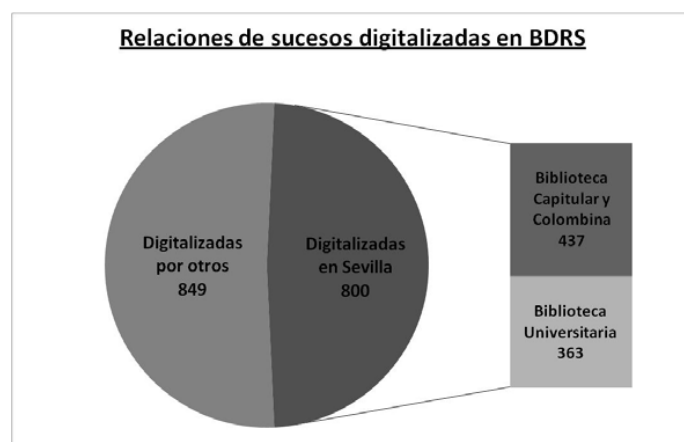 Relaciones de sucesos digitalizadas en BDRS
Digitalizadas
por otros
849
Digitalizadas
en Sevilla
800
Biblioteca
Capitular y
Colombina
437
Biblioteca
Universitaria
363